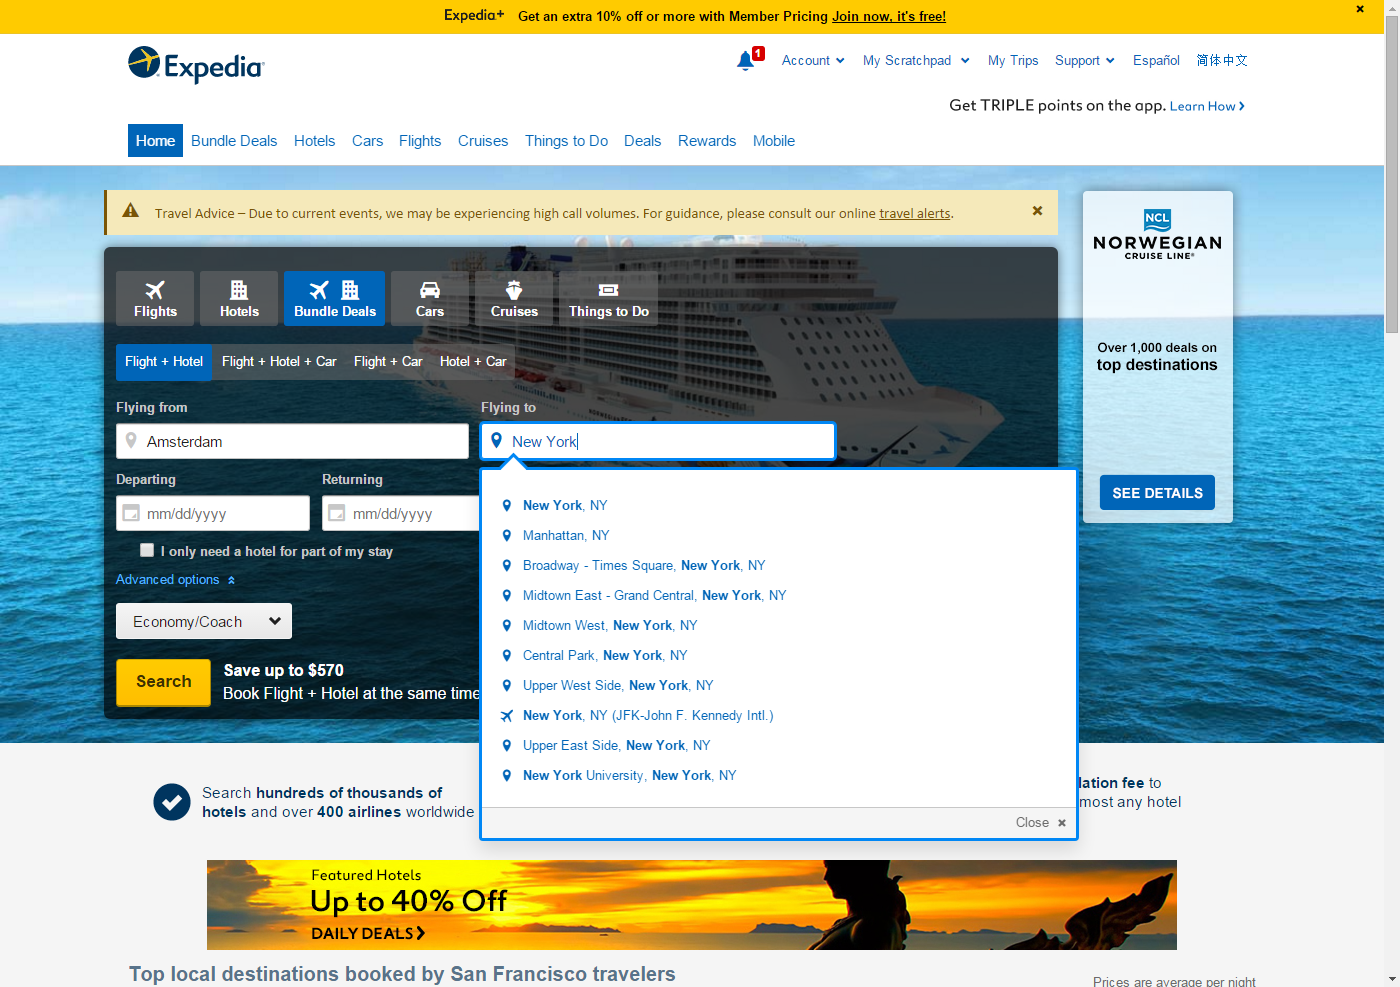 Expedia+ Get an extra 10% off or more with Member Pricing Join now, it's free!
Expedia
1 Account My Scratchpad My Trips Support Español 简体中文
Get TRIPLE points on the app. Learn How
Home Bundle Deals Hotels Cars Flights Cruises Things to Do Deals Rewards Mobile
Travel Advice – Due to current events, we may be experiencing high call volumes. For guidance, please consult our online travel alerts.
Flights Hotels Bundle Deals Cars Cruises Things to Do
Flight + Hotel Flight + Hotel + Car Flight + Car Hotel + Car
Flying from Flying to
Amsterdam New York
Departing Returning
mm/dd/yyyy mm/dd/yyyy
I only need a hotel for part of my stay
Advanced options
Economy/Coach
Search
Save up to $570
Book Flight + Hotel at the same time
New York, NY
Manhattan, NY
Broadway - Times Square, New York, NY
Midtown East - Grand Central, New York, NY
Midtown West, New York, NY
Central Park, New York, NY
Upper West Side, New York, NY
New York, NY (JFK-John F. Kennedy Intl.)
Upper East Side, New York, NY
New York University, New York, NY
Close
NCL
NORWEGIAN
CRUISE LINE®
Over 1,000 deals on
top destinations
SEE DETAILS
Search hundreds of thousands of
hotels and over 400 airlines worldwide
lation fee to
most any hotel
Featured Hotels
Up to 40% Off
DAILY DEALS
Top local destinations booked by San Francisco travelers
Prices are average per night